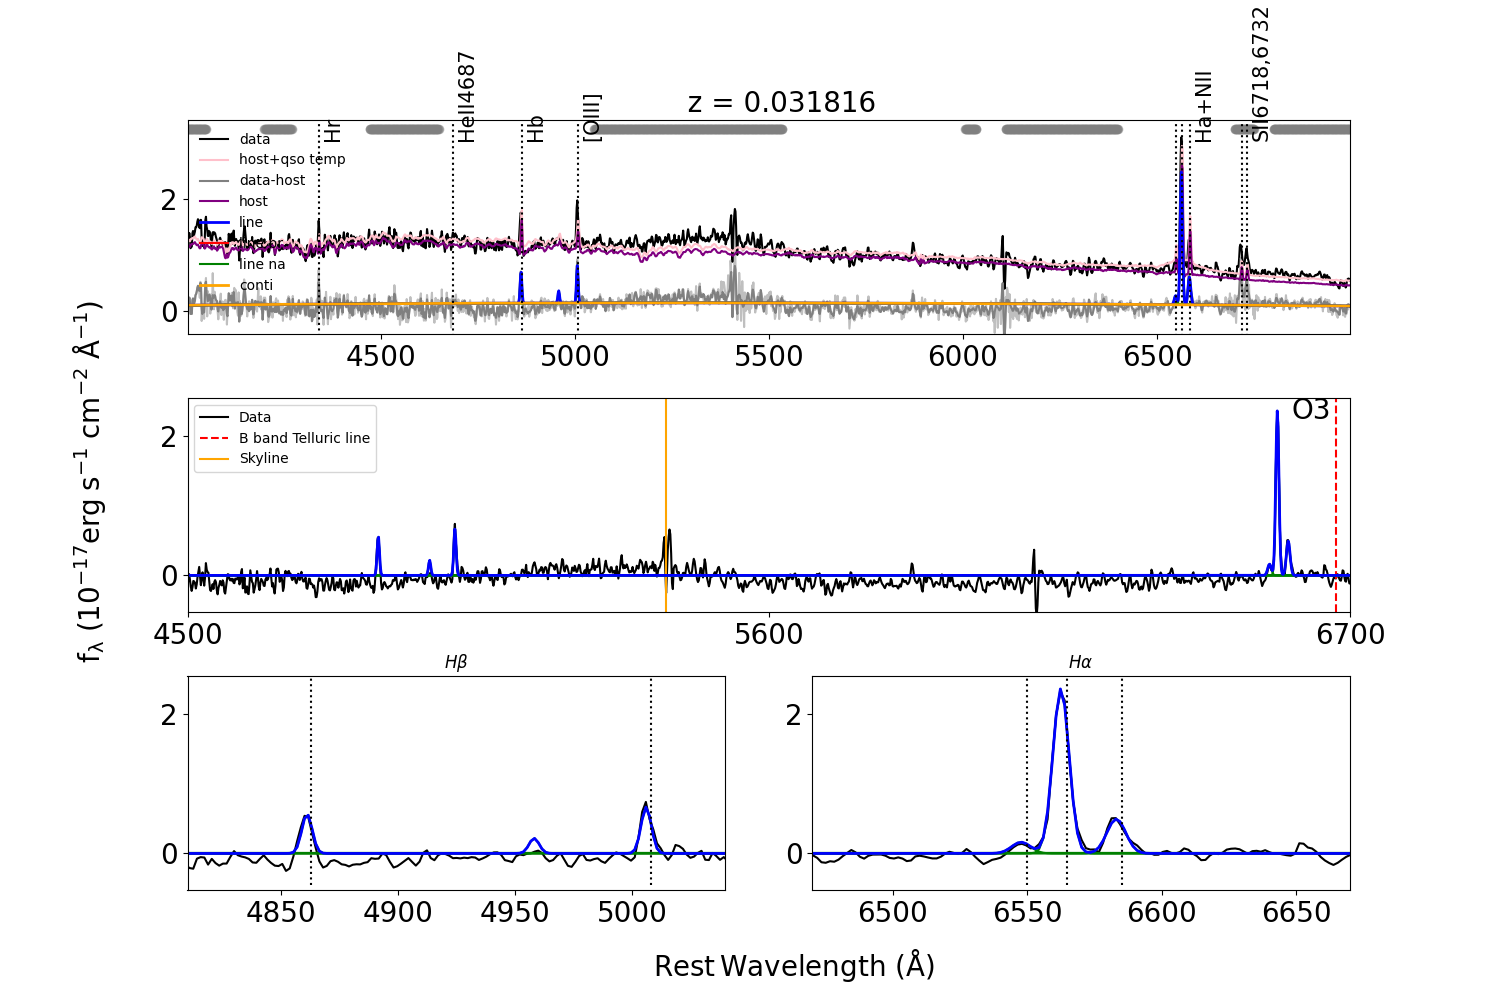 z = 0.031816
Hr
HeII4687
Hb
[OIII]
Ha+NII
SII6718,6732
data
host+qso temp
data-host
host
line
line na
conti
2
0
4500 5000 5500 6000 6500
Data
B band Telluric line
Skyline
O3
2
0
4500 5600 6700
fλ (10−17erg s−1 cm−2 Å−1)
Hβ
Hα
2
0
4850 4900 4950 5000
2
0
6500 6550 6600 6650
Rest Wavelength (Å)